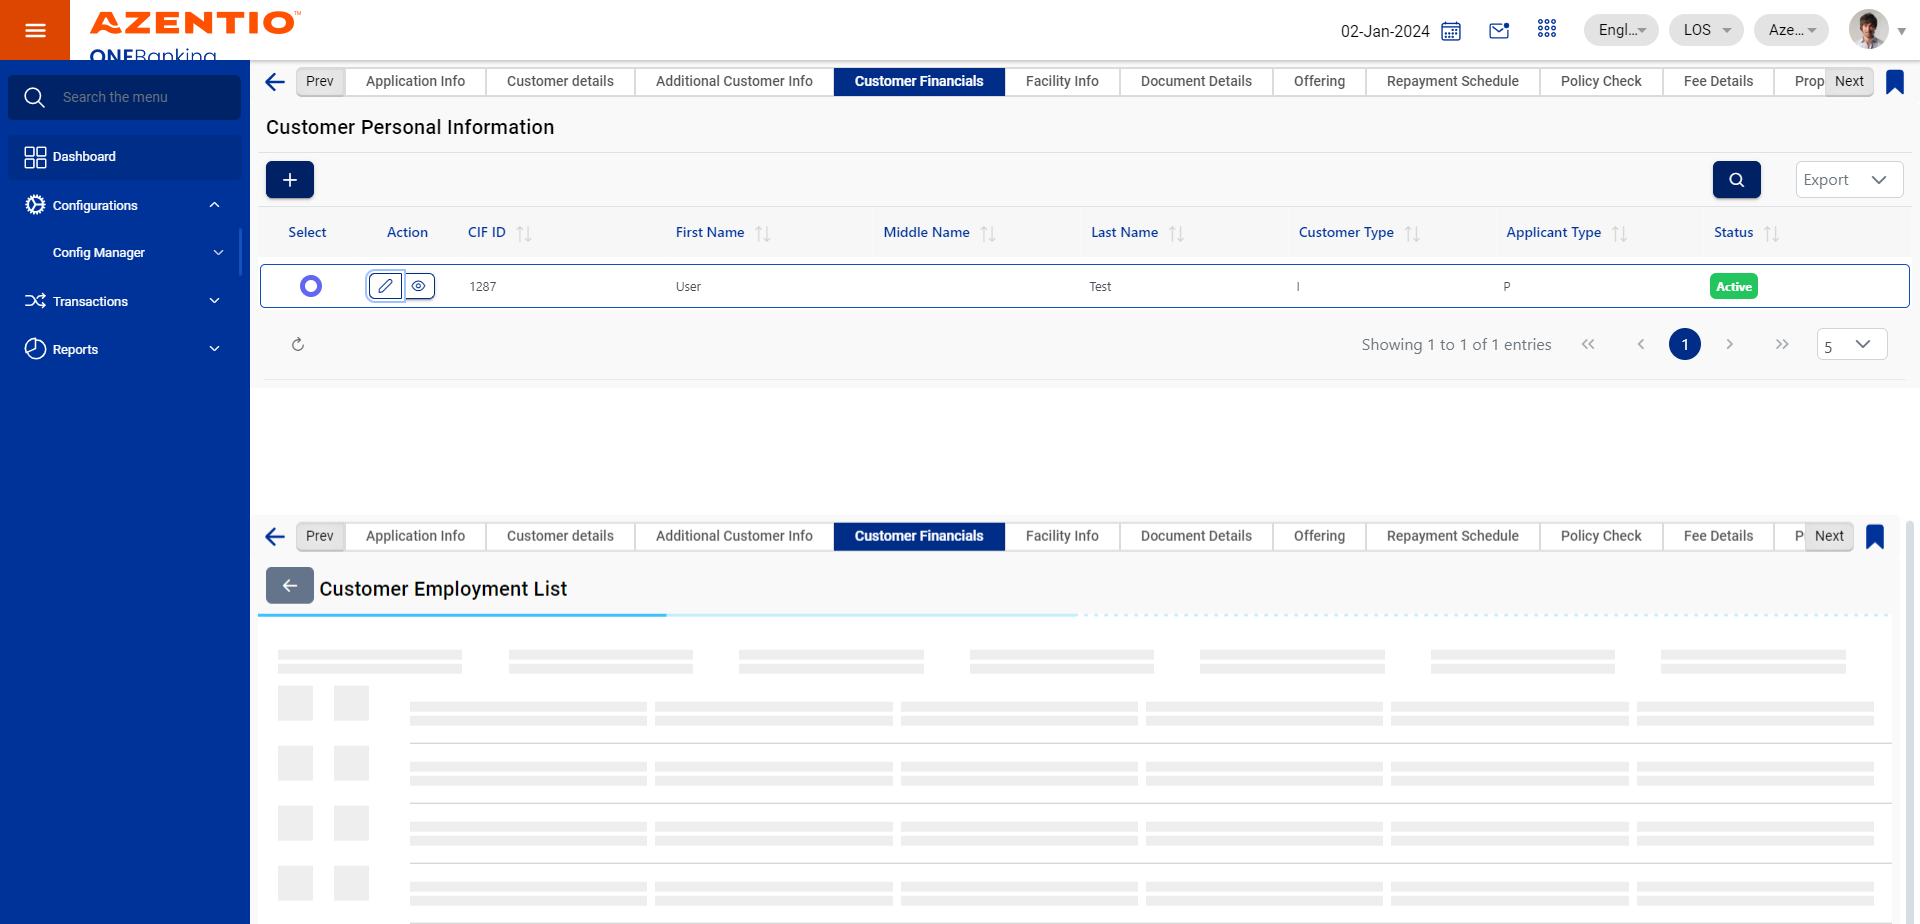 AZENTIO™
ONEBanking
02-Jan-2024
Engl...
LOS
Aze...
Search the menu
Dashboard
Configurations
Config Manager
Transactions
Reports
Prev Application Info Customer details Additional Customer Info Customer Financials Facility Info Document Details Offering Repayment Schedule Policy Check Fee Details Prop Next
Customer Personal Information
Export
Select Action CIF ID First Name Middle Name Last Name Customer Type Applicant Type Status
1287 User Test I P Active
Showing 1 to 1 of 1 entries 1 5
Prev Application Info Customer details Additional Customer Info Customer Financials Facility Info Document Details Offering Repayment Schedule Policy Check Fee Details P Next
Customer Employment List